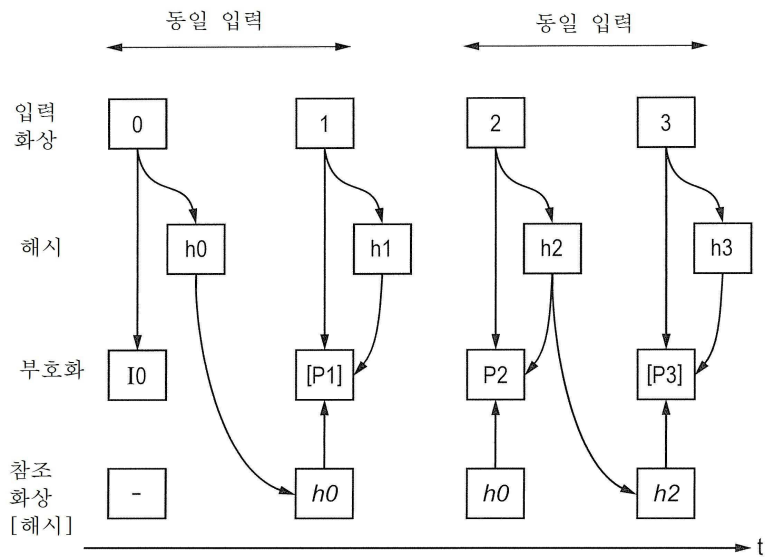 동일 입력
동일 입력
입력
화상
0
1
2
3
해시
h0
h1
h2
h3
부호화
I0
[P1]
P2
[P3]
참조
화상
[해시]
-
h0
h0
h2
t